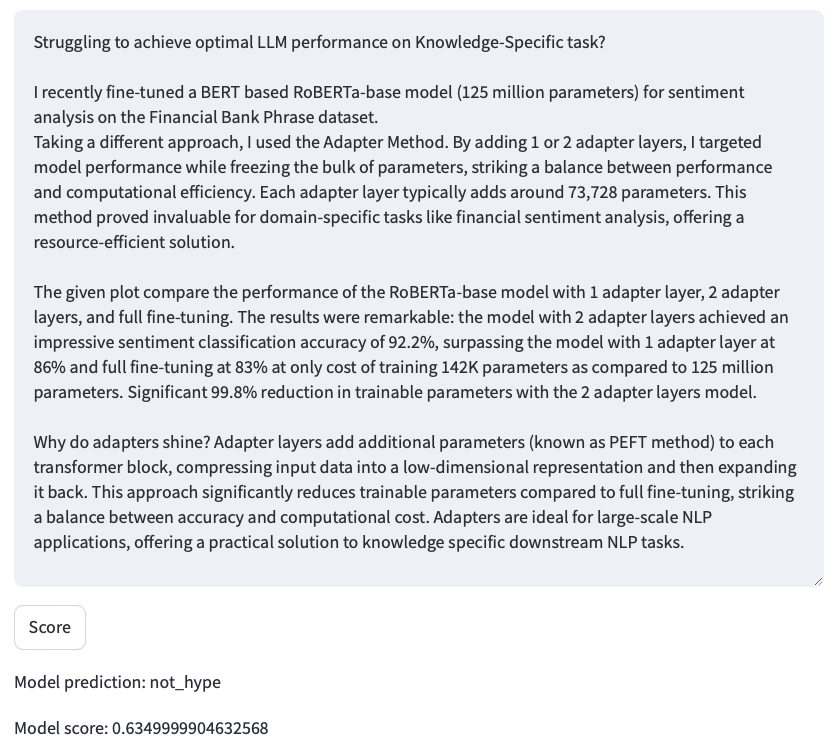 Struggling to achieve optimal LLM performance on Knowledge-Specific task?
I recently fine-tuned a BERT based RoBERTa-base model (125 million parameters) for sentiment
analysis on the Financial Bank Phrase dataset.
Taking a different approach, I used the Adapter Method. By adding 1 or 2 adapter layers, I targeted
model performance while freezing the bulk of parameters, striking a balance between performance
and computational efficiency. Each adapter layer typically adds around 73,728 parameters. This
method proved invaluable for domain-specific tasks like financial sentiment analysis, offering a
resource-efficient solution.
The given plot compare the performance of the RoBERTa-base model with 1 adapter layer, 2 adapter
layers, and full fine-tuning. The results were remarkable: the model with 2 adapter layers achieved an
impressive sentiment classification accuracy of 92.2%, surpassing the model with 1 adapter layer at
86% and full fine-tuning at 83% at only cost of training 142K parameters as compared to 125 million
parameters. Significant 99.8% reduction in trainable parameters with the 2 adapter layers model.
Why do adapters shine? Adapter layers add additional parameters (known as PEFT method) to each
transformer block, compressing input data into a low-dimensional representation and then expanding
it back. This approach significantly reduces trainable parameters compared to full fine-tuning, striking
a balance between accuracy and computational cost. Adapters are ideal for large-scale NLP
applications, offering a practical solution to knowledge specific downstream NLP tasks.
Score
Model prediction: not_hype
Model score: 0.6349999904632568